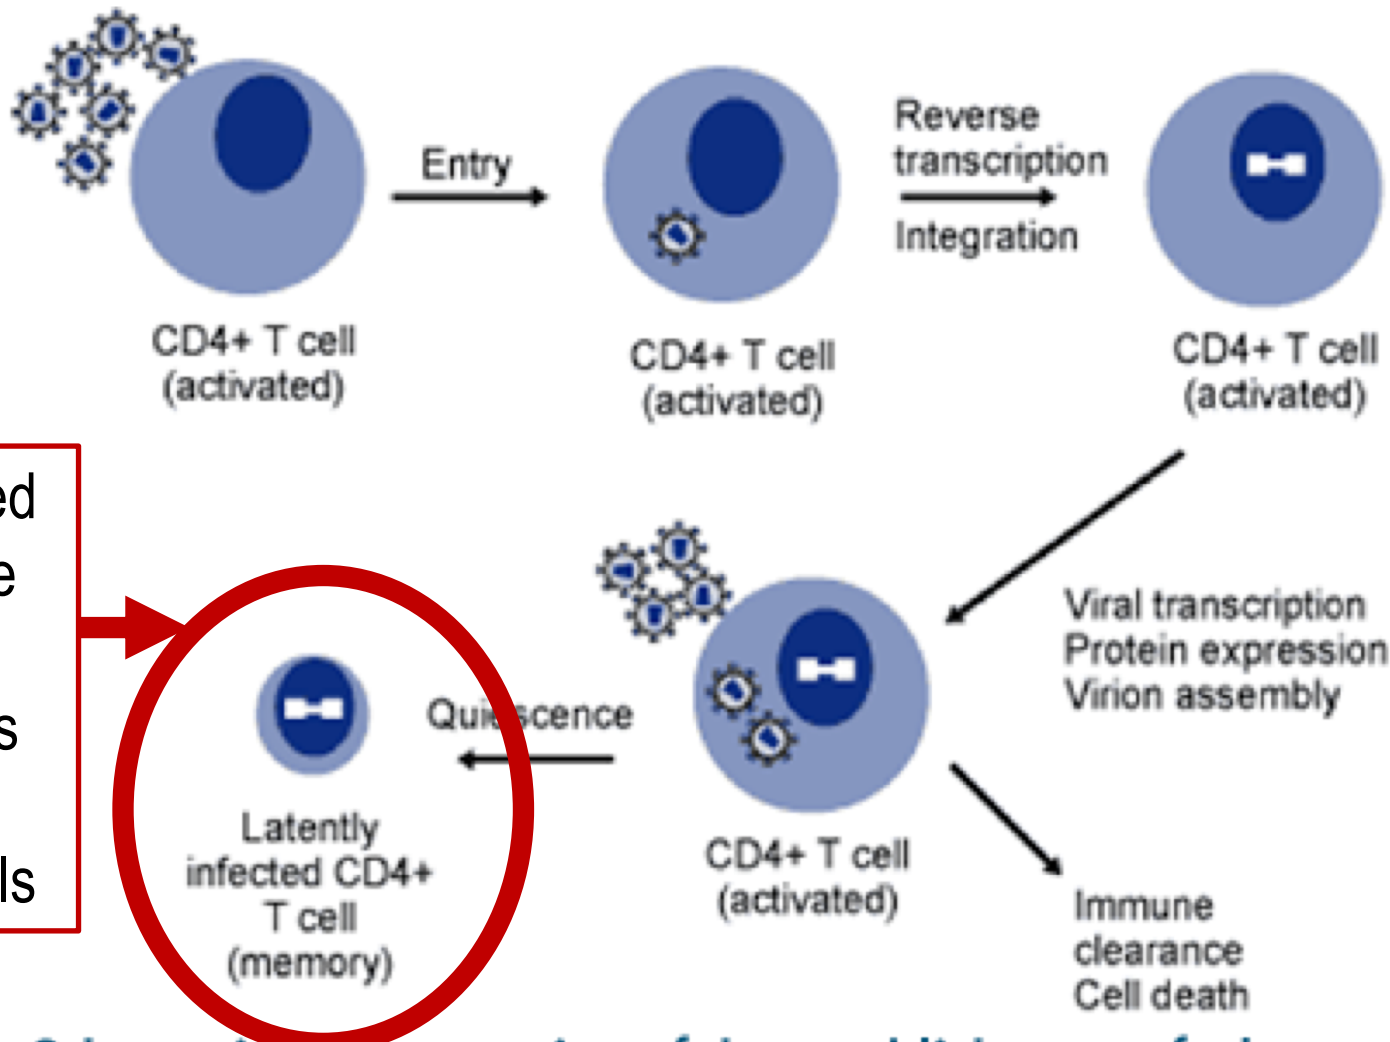 Entry
Reverse
transcription
Integration
CD4+ T cell
(activated)
CD4+ T cell
(activated)
CD4+ T cell
(activated)
Viral transcription
Protein expression
Virion assembly
Quiescence
Latently
infected CD4+
T cell
(memory)
CD4+ T cell
(activated)
Immune
clearance
Cell death